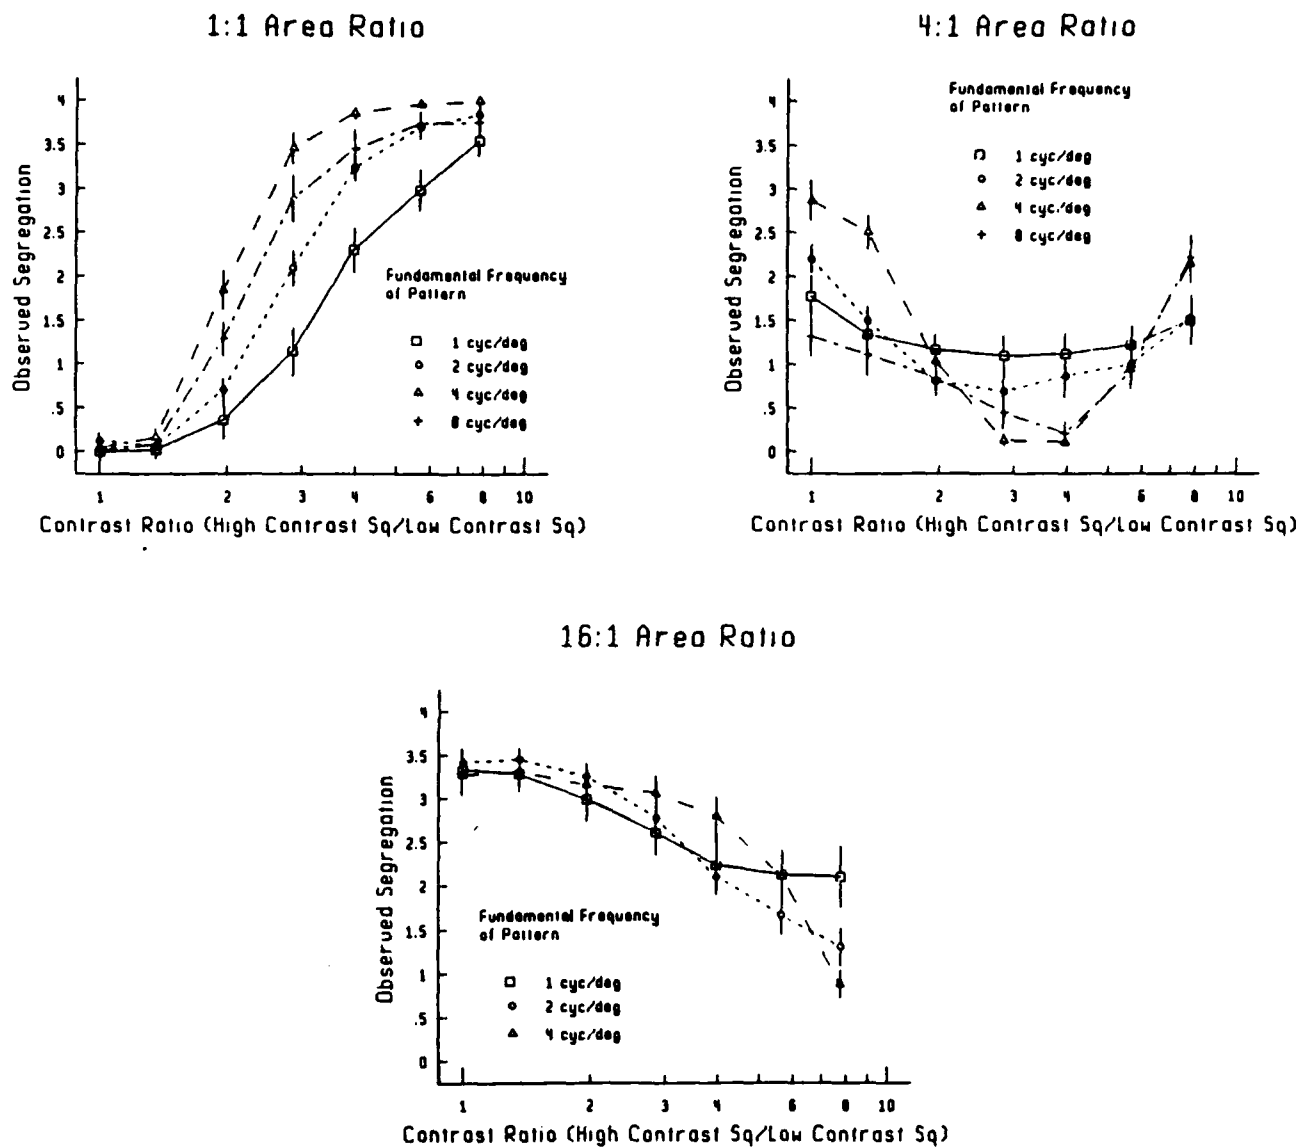 1:1 Area Ratio
4
3.5
3
2.5
2
1.5
1
.5
0
Observed Segregation
Fundamental Frequency
of Pattern
1 cyc/deg
2 cyc/deg
4 cyc/deg
8 cyc/deg
1 2 3 4 6 8 10
Contrast Ratio (High Contrast Sq/Low Contrast Sq)
4:1 Area Ratio
Fundamental Frequency
of Pattern
1 cyc/deg
2 cyc/deg
4 cyc/deg
8 cyc/deg
4
3.5
3
2.5
2
1.5
1
.5
0
Observed Segregation
1 2 3 4 6 8 10
Contrast Ratio (High Contrast Sq/Low Contrast Sq)
16:1 Area Ratio
4
3.5
3
2.5
2
1.5
1
.5
0
Observed Segregation
Fundamental Frequency
of Pattern
1 cyc/deg
2 cyc/deg
4 cyc/deg
1 2 3 4 6 8 10
Contrast Ratio (High Contrast Sq/Low Contrast Sq)